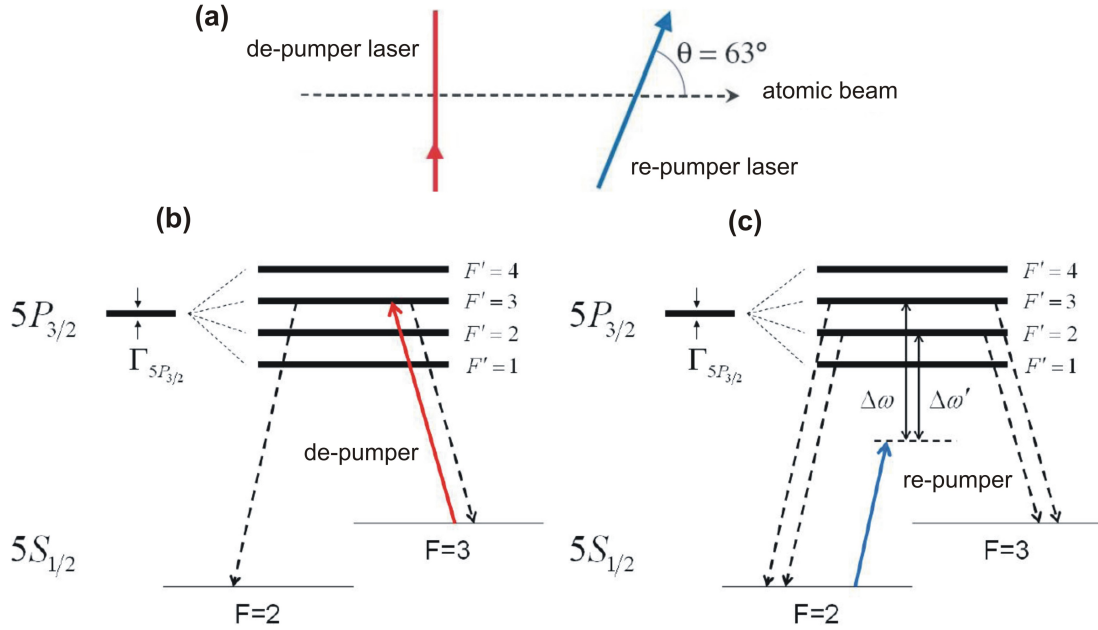 (a)
de-pumper laser
θ = 63°
atomic beam
re-pumper laser
(b)
F' = 4
F' = 3
F' = 2
F' = 1
5P3/2
Γ5P3/2
de-pumper
F=3
5S1/2
F=2
(c)
F' = 4
F' = 3
F' = 2
F' = 1
5P3/2
Γ5P3/2
Δω
Δω'
re-pumper
F=3
5S1/2
F=2